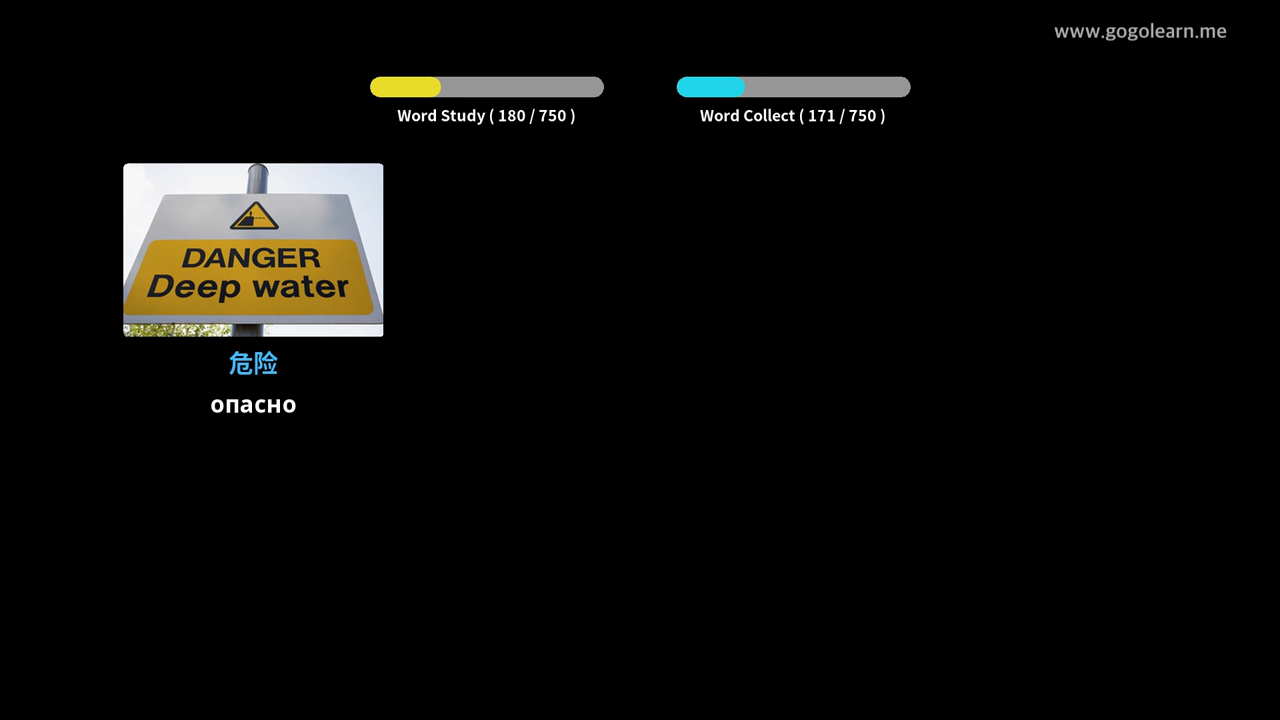 www.gogolearn.me
Word Study ( 180 / 750 )
Word Collect ( 171 / 750 )
DANGER
Deep water
危险
опасно